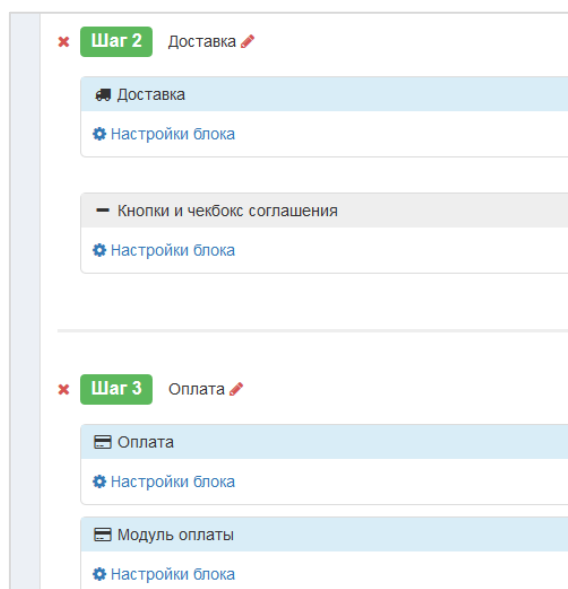 Шаг 2 Доставка
Доставка
Настройки блока
Кнопки и чекбокс соглашения
Настройки блока
Шаг 3 Оплата
Оплата
Настройки блока
Модуль оплаты
Настройки блока